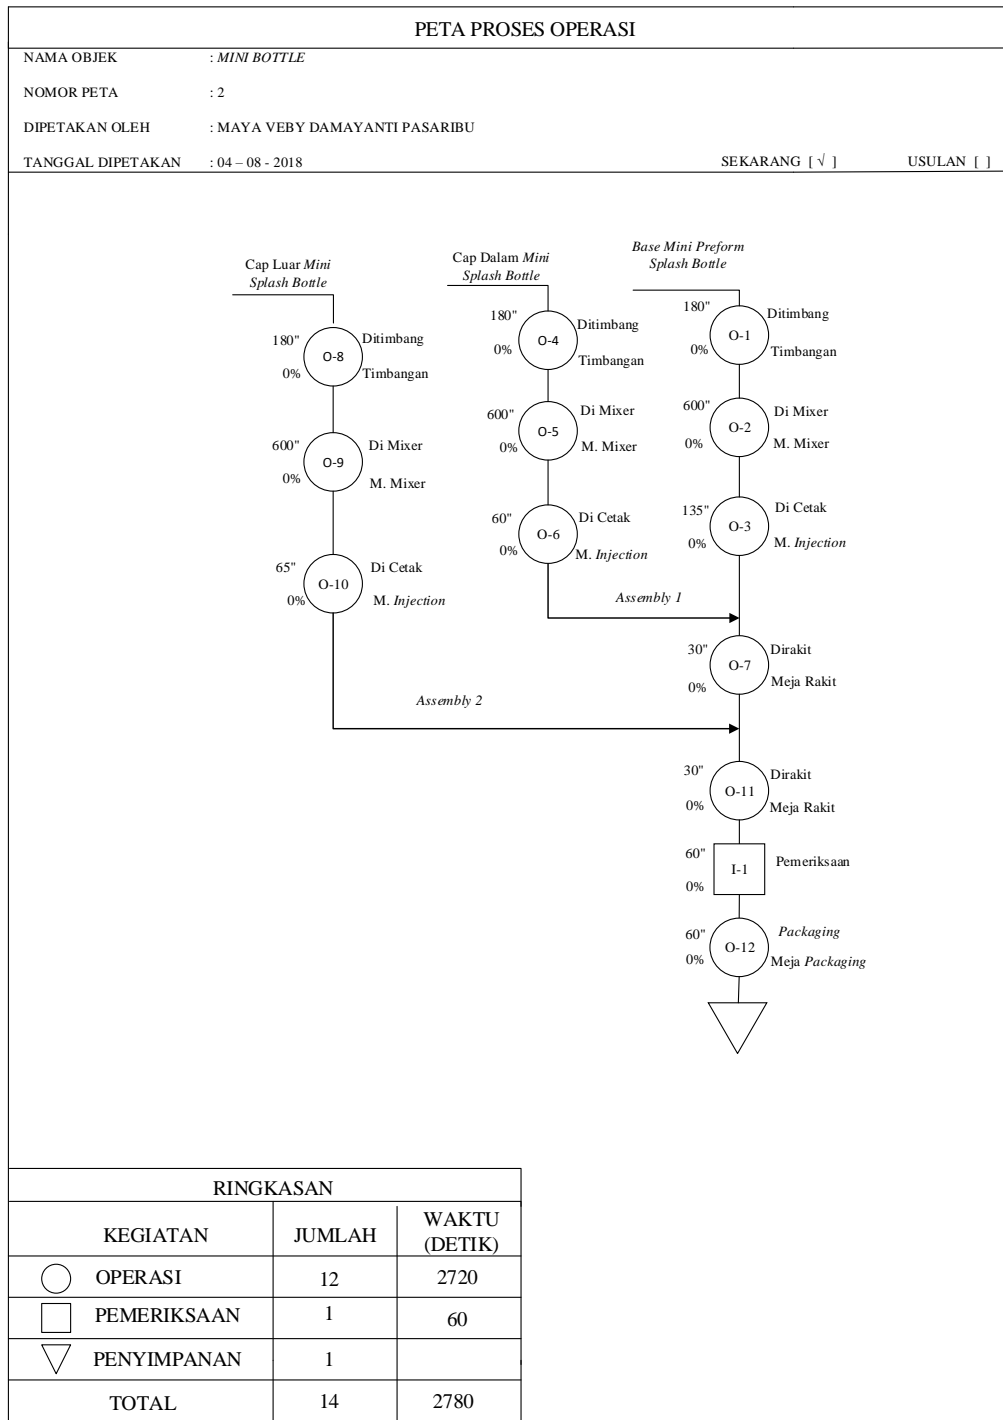 PETA PROSES OPERASI
NAMA OBJEK : MINI BOTTLE
NOMOR PETA : 2
DIPETAKAN OLEH : MAYA VEBY DAMAYANTI PASARIBU
TANGGAL DIPETAKAN : 04 – 08 - 2018 SEKARANG [ √ ] USULAN [ ]
Cap Luar Mini
Splash Bottle
180"
0%
O-8
Ditimbang
Timbangan
600"
0%
O-9
Di Mixer
M. Mixer
65"
0%
O-10
Di Cetak
M. Injection
Cap Dalam Mini
Splash Bottle
180"
0%
O-4
Ditimbang
Timbangan
600"
0%
O-5
Di Mixer
M. Mixer
60"
0%
O-6
Di Cetak
M. Injection
Base Mini Preform
Splash Bottle
180"
0%
O-1
Ditimbang
Timbangan
600"
0%
O-2
Di Mixer
M. Mixer
135"
0%
O-3
Di Cetak
M. Injection
Assembly 1
30"
0%
O-7
Dirakit
Meja Rakit
Assembly 2
30"
0%
O-11
Dirakit
Meja Rakit
60"
0%
I-1
Pemeriksaan
60"
0%
O-12
Packaging
Meja Packaging
RINGKASAN
KEGIATAN JUMLAH WAKTU
(DETIK)
OPERASI 12 2720
PEMERIKSAAN 1 60
PENYIMPANAN 1
TOTAL 14 2780